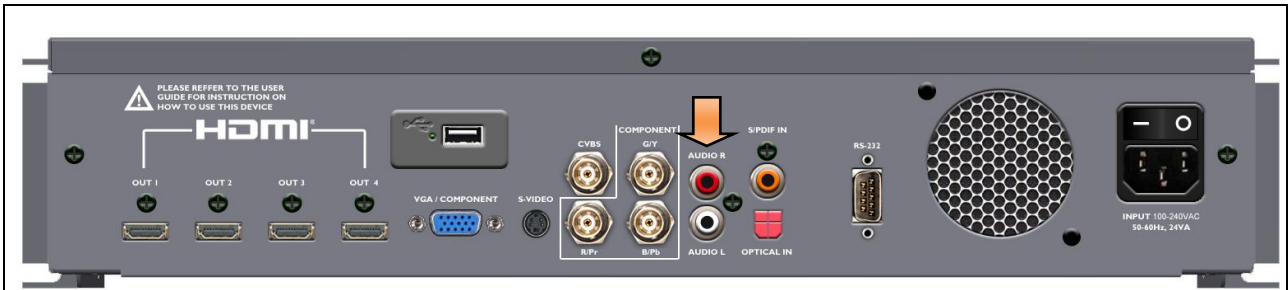 PLEASE REFFER TO THE USER
GUIDE FOR INSTRUCTION ON
HOW TO USE THIS DEVICE
HDMI®
OUT 1
OUT 2
OUT 3
OUT 4
VGA / COMPONENT
S-VIDEO
CVBS
COMPONENT
G/Y
R/Pr
B/Pb
AUDIO R
AUDIO L
S/PDIF IN
OPTICAL IN
RS-232
INPUT 100-240VAC
50-60Hz, 24VA